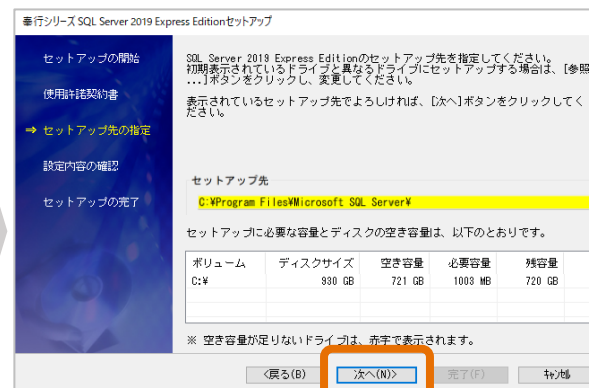 奉行シリーズ SQL Server 2019 Express Editionセットアップ
セットアップの開始
使用許諾契約書
⇒ セットアップ先の指定
設定内容の確認
セットアップの完了
SQL Server 2019 Express Editionのセットアップ先を指定してください。
初期表示されているドライブと異なるドライブにセットアップする場合は、[参照
...]ボタンをクリックし、変更してください。
表示されているセットアップ先でよろしければ、[次へ]ボタンをクリックしてく
ださい。
セットアップ先
C:¥Program Files¥Microsoft SQL Server¥
セットアップに必要な容量とディスクの空き容量は、以下のとおりです。
ボリューム ディスクサイズ 空き容量 必要容量 残容量
C:¥ 930 GB 721 GB 1003 MB 720 GB
※ 空き容量が足りないドライブは、赤字で表示されます。
<戻る(B) 次へ(N)> 完了(F) キャンセル